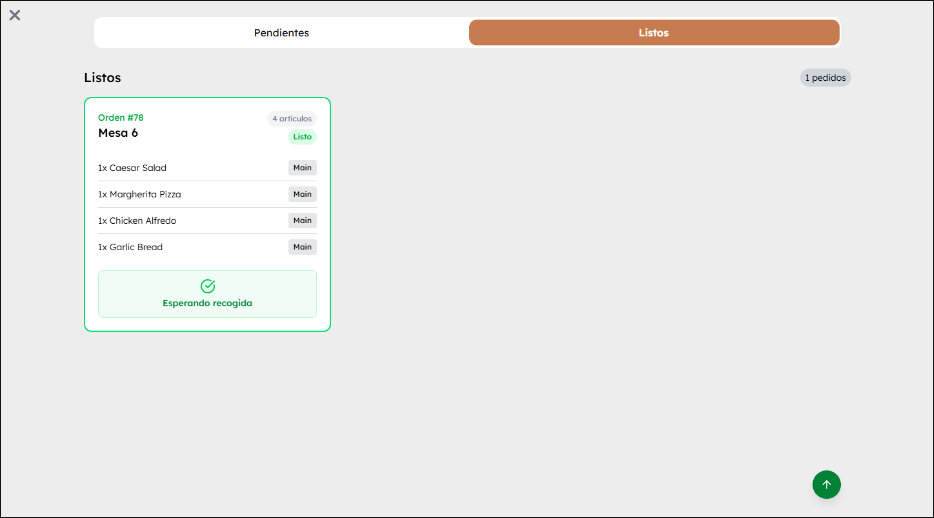 Pendientes
Listos
Listos
1 pedidos
Orden #78
4 artículos
Mesa 6
Listo
1x Caesar Salad
Main
1x Margherita Pizza
Main
1x Chicken Alfredo
Main
1x Garlic Bread
Main
Esperando recogida